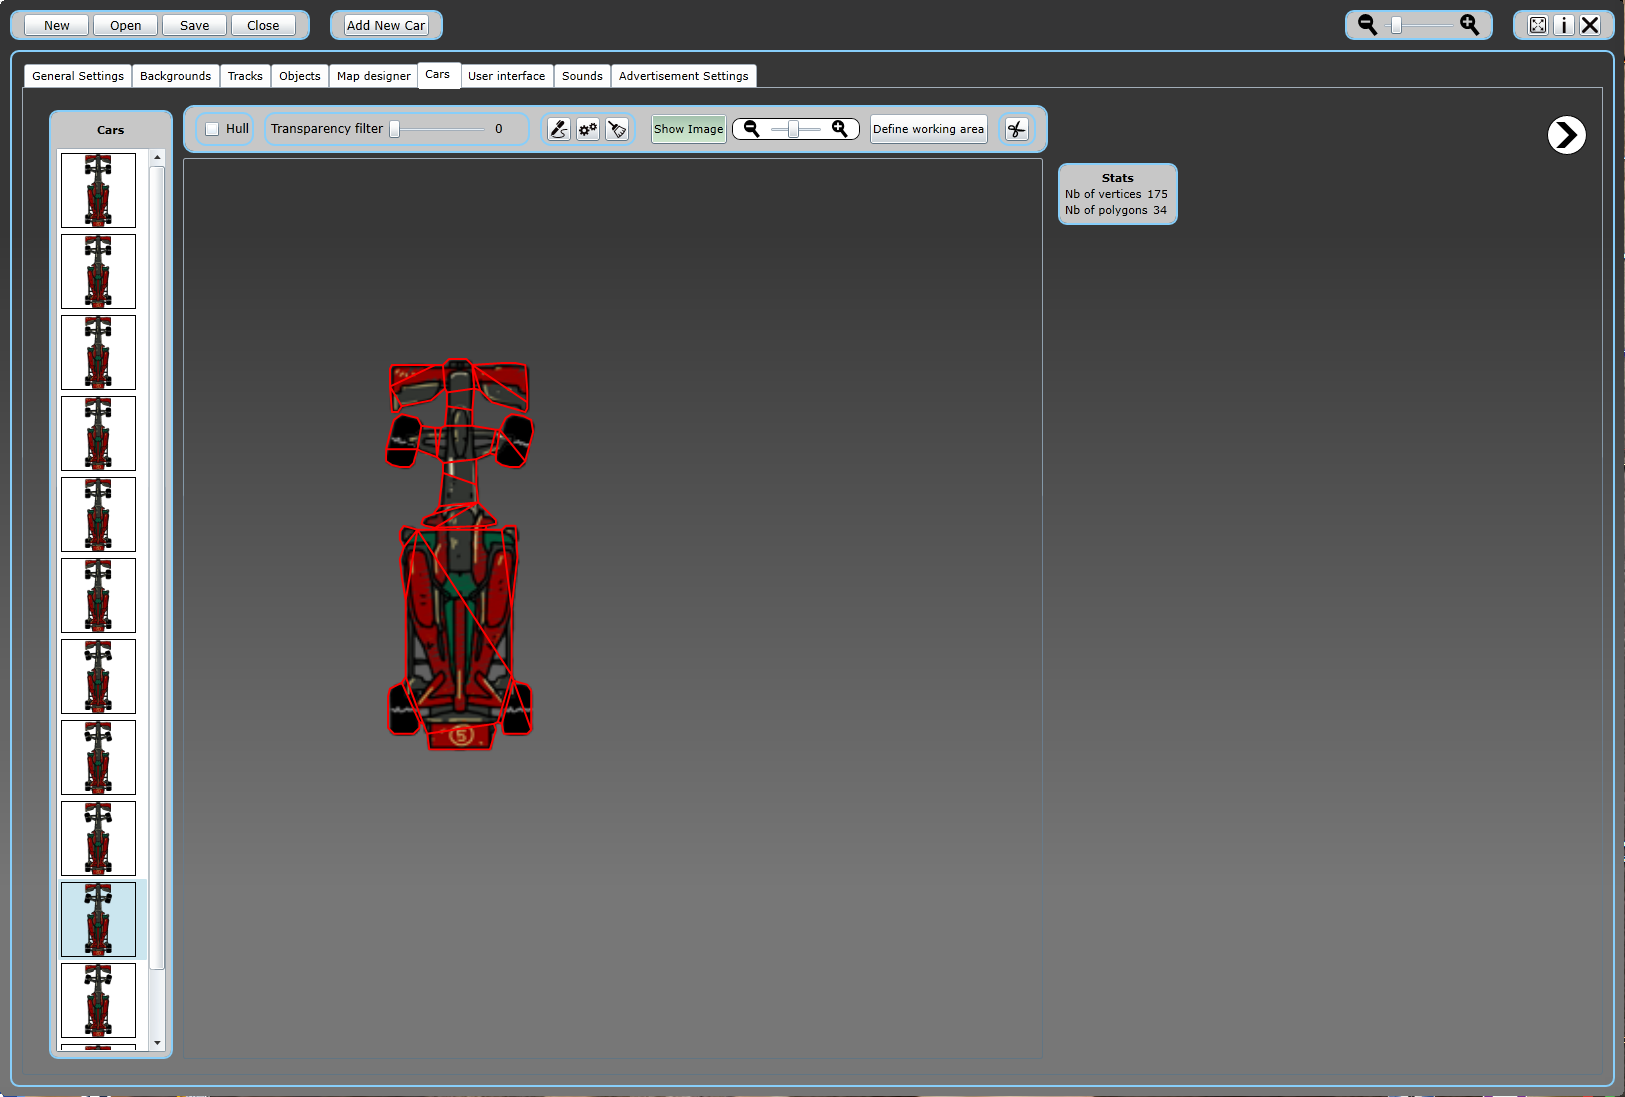 New Open Save Close Add New Car
General Settings Backgrounds Tracks Objects Map designer Cars User interface Sounds Advertisement Settings
Cars
Hull Transparency filter 0 Show Image Define working area
Stats
Nb of vertices 175
Nb of polygons 34
5